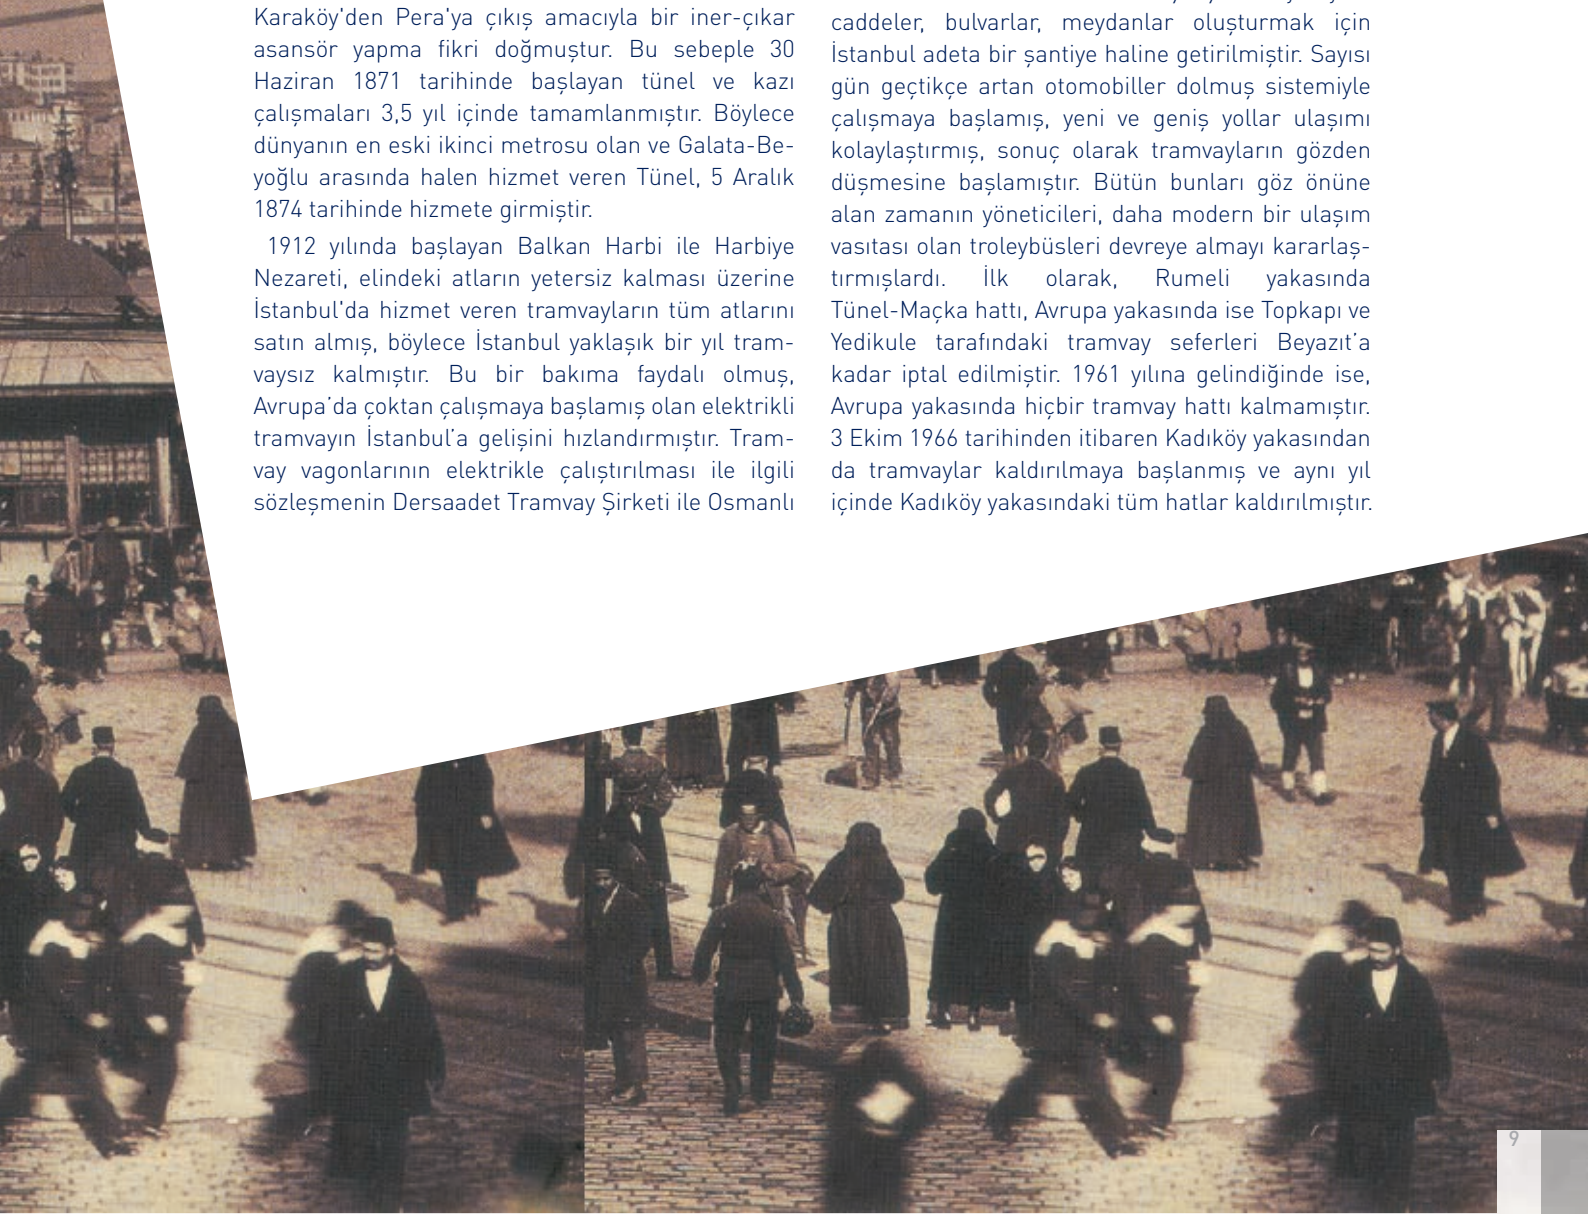 Karaköy'den Pera'ya çıkış amacıyla bir iner-çıkar
asansör yapma fikri doğmuştur. Bu sebeple 30
Haziran 1871 tarihinde başlayan tünel ve kazı
çalışmaları 3,5 yıl içinde tamamlanmıştır. Böylece
dünyanın en eski ikinci metrosu olan ve Galata-Be-
yoğlu arasında halen hizmet veren Tünel, 5 Aralık
1874 tarihinde hizmete girmiştir.
1912 yılında başlayan Balkan Harbi ile Harbiye
Nezareti, elindeki atların yetersiz kalması üzerine
İstanbul'da hizmet veren tramvayların tüm atlarını
satın almış, böylece İstanbul yaklaşık bir yıl tram-
vaysız kalmıştır. Bu bir bakıma faydalı olmuş,
Avrupa’da çoktan çalışmaya başlamış olan elektrikli
tramvayın İstanbul’a gelişini hızlandırmıştır. Tram-
vay vagonlarının elektrikle çalıştırılması ile ilgili
sözleşmenin Dersaadet Tramvay Şirketi ile Osmanlı
caddeler, bulvarlar, meydanlar oluşturmak için
İstanbul adeta bir şantiye haline getirilmiştir. Sayısı
gün geçtikçe artan otomobiller dolmuş sistemiyle
çalışmaya başlamış, yeni ve geniş yollar ulaşımı
kolaylaştırmış, sonuç olarak tramvayların gözden
düşmesine başlamıştır. Bütün bunları göz önüne
alan zamanın yöneticileri, daha modern bir ulaşım
vasıtası olan troleybüsleri devreye almayı kararlaş-
tırmışlardı. İlk olarak, Rumeli yakasında
Tünel-Maçka hattı, Avrupa yakasında ise Topkapı ve
Yedikule tarafındaki tramvay seferleri Beyazıt’a
kadar iptal edilmiştir. 1961 yılına gelindiğinde ise,
Avrupa yakasında hiçbir tramvay hattı kalmamıştır.
3 Ekim 1966 tarihinden itibaren Kadıköy yakasından
da tramvaylar kaldırılmaya başlanmış ve aynı yıl
içinde Kadıköy yakasındaki tüm hatlar kaldırılmıştır.
9